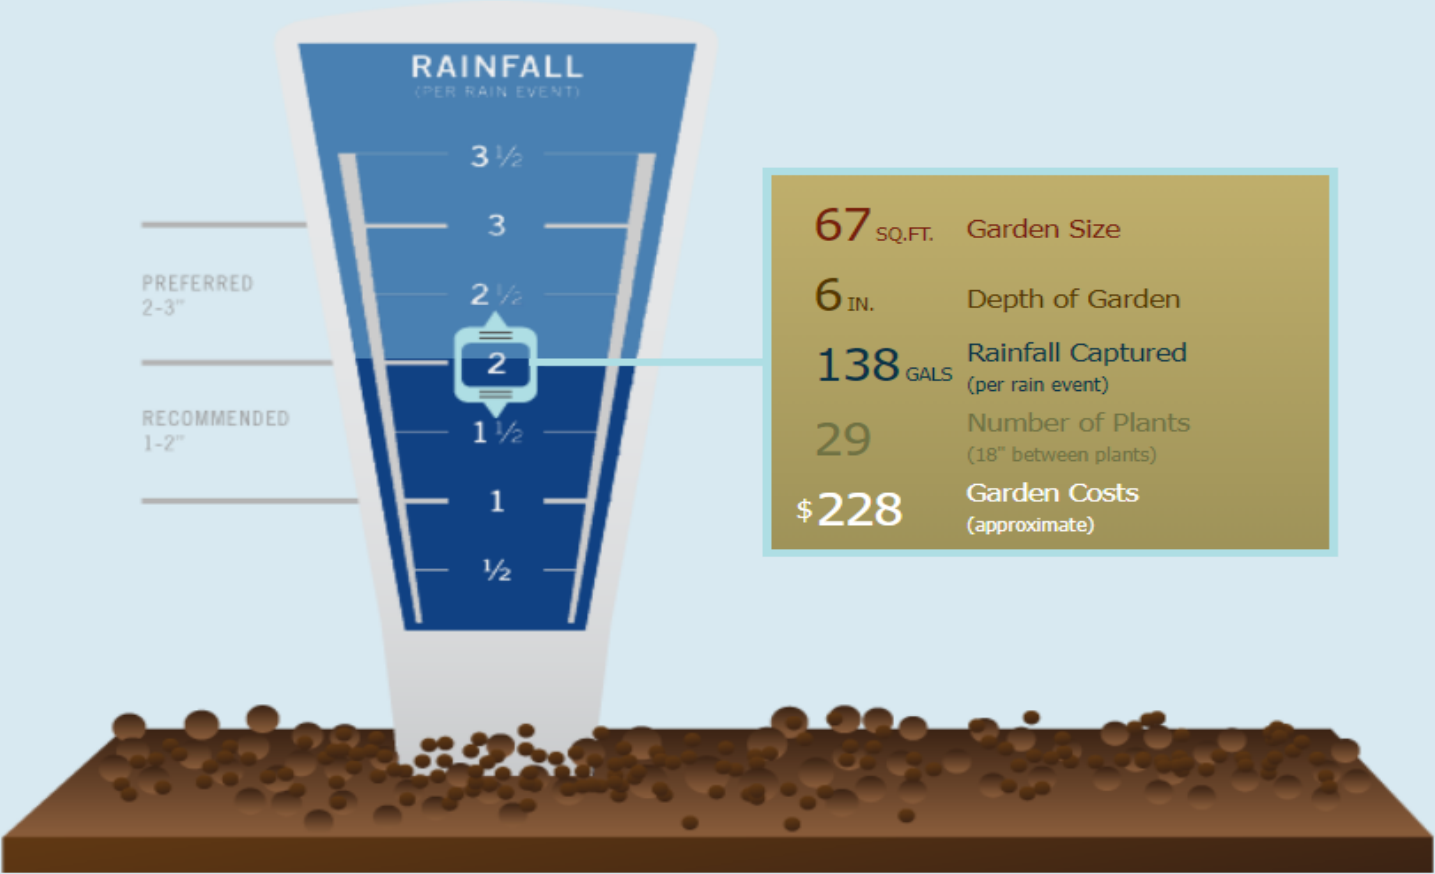 RAINFALL
(PER RAIN EVENT)
3 ½
3
2 ½
2
1 ½
1
½
PREFERRED
2-3"
RECOMMENDED
1-2"
67 SQ.FT. Garden Size
6 IN. Depth of Garden
138 GALS Rainfall Captured
(per rain event)
29 Number of Plants
(18" between plants)
$228 Garden Costs
(approximate)